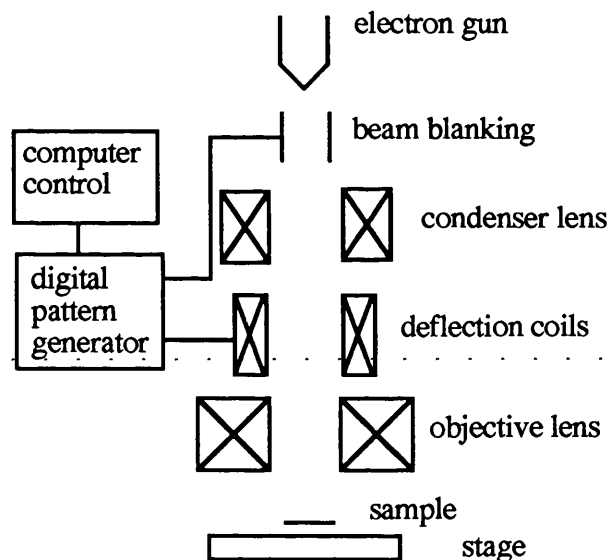 electron gun
beam blanking
computer
control
condenser lens
digital
pattern
generator
deflection coils
objective lens
sample
stage